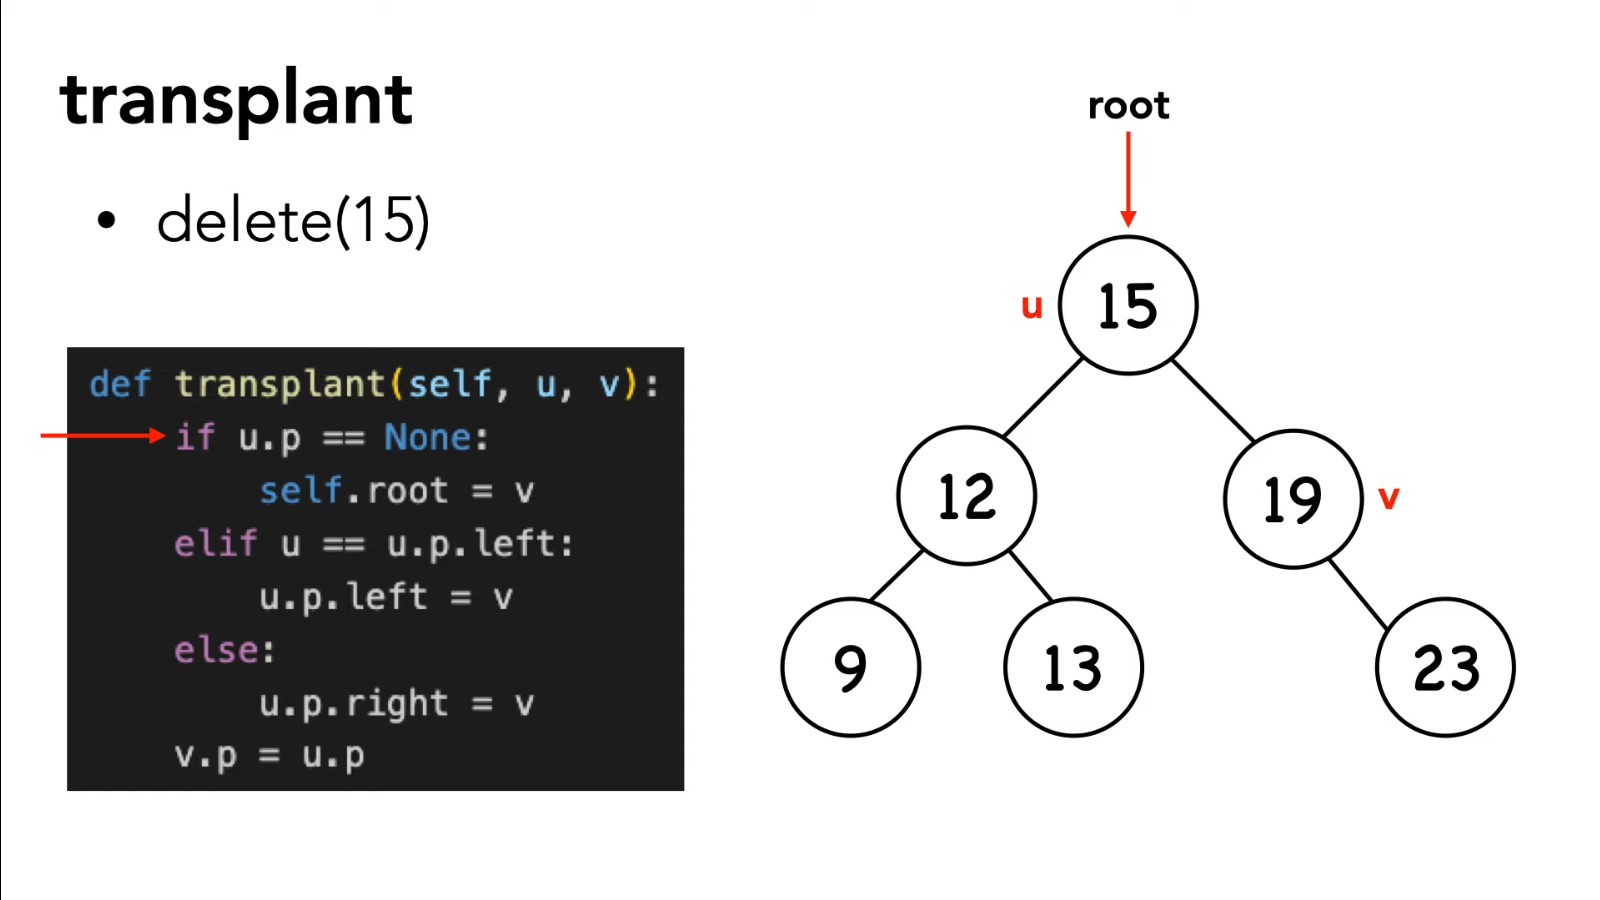 transplant
• delete(15)
def transplant(self, u, v):
    if u.p == None:
        self.root = v
    elif u == u.p.left:
        u.p.left = v
    else:
        u.p.right = v
    v.p = u.p
root
u 15
12
19 v
9
13
23